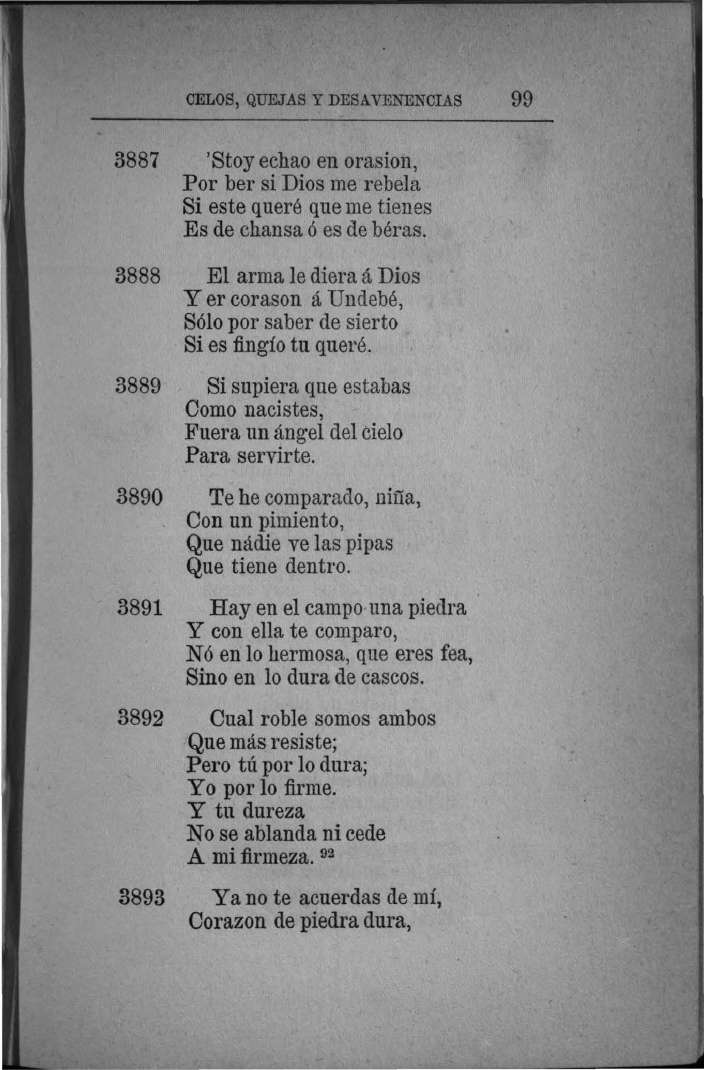 CELOS, QUEJAS Y DESAVENENCIAS 99
3887 'Stoy echao en orasion,
Por ber si Dios me rebela
Si este queré que me tienes
Es de chansa ó es de béras.
3888 El arma le diera á Dios
Y er corason á Undebé,
Sólo por saber de sierto
Si es fingío tu queré.
3889 Si supiera que estabas
Como nacistes,
Fuera un ángel del cielo
Para servirte.
3890 Te he comparado, niña,
Con un pimiento,
Que nádie ve las pipas
Que tiene dentro.
3891 Hay en el campo una piedra
Y con ella te comparo,
Nó en lo hermosa, que eres fea,
Sino en lo dura de cascos.
3892 Cual roble somos ambos
Que más resiste;
Pero tú por lo dura;
Yo por lo firme.
Y tu dureza
No se ablanda ni cede
A mi firmeza. 92
3893 Ya no te acuerdas de mí,
Corazon de piedra dura,